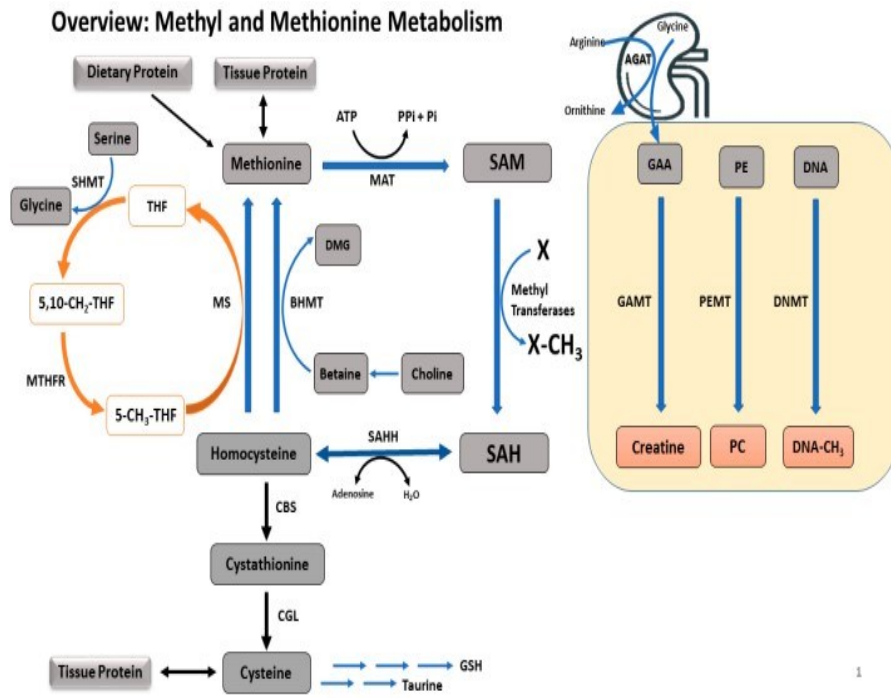 Overview: Methyl and Methionine Metabolism
Dietary Protein
Tissue Protein
Serine
SHMT
Glycine
THF
5,10-CH₂-THF
MTHFR
5-CH₃-THF
MS
Methionine
ATP
PPi + Pi
MAT
SAM
DMG
BHMT
Betaine
Choline
X
Methyl
Transferases
X-CH₃
Homocysteine
SAHH
Adenosine
H₂O
SAH
CBS
Cystathionine
CGL
Tissue Protein
Cysteine
GSH
Taurine
Arginine
Glycine
AGAT
Ornithine
GAA
PE
DNA
GAMT
PEMT
DNMT
Creatine
PC
DNA-CH₃
1